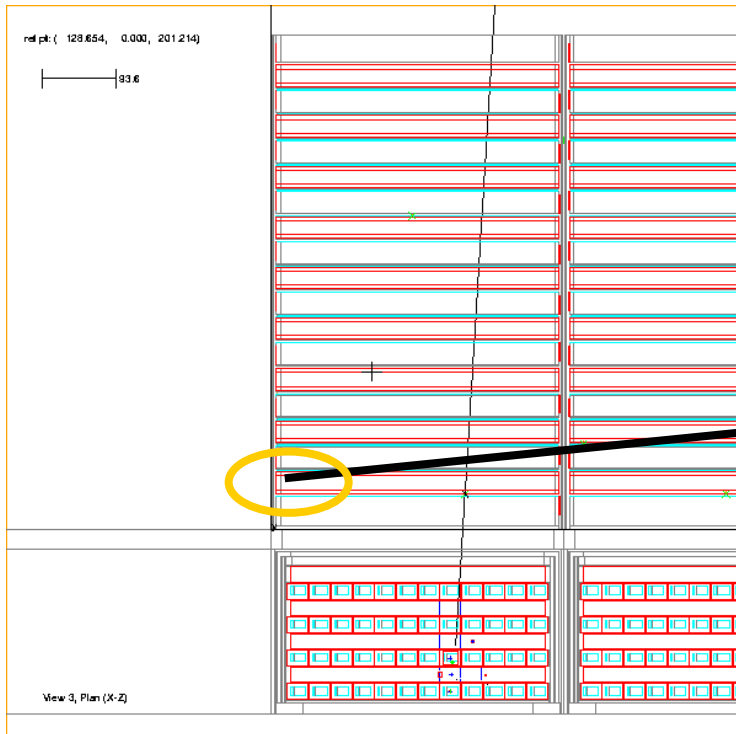 ref pt: ( 128.654, 0.000, 201.214)
93.6
View 3, Plan (X-Z)